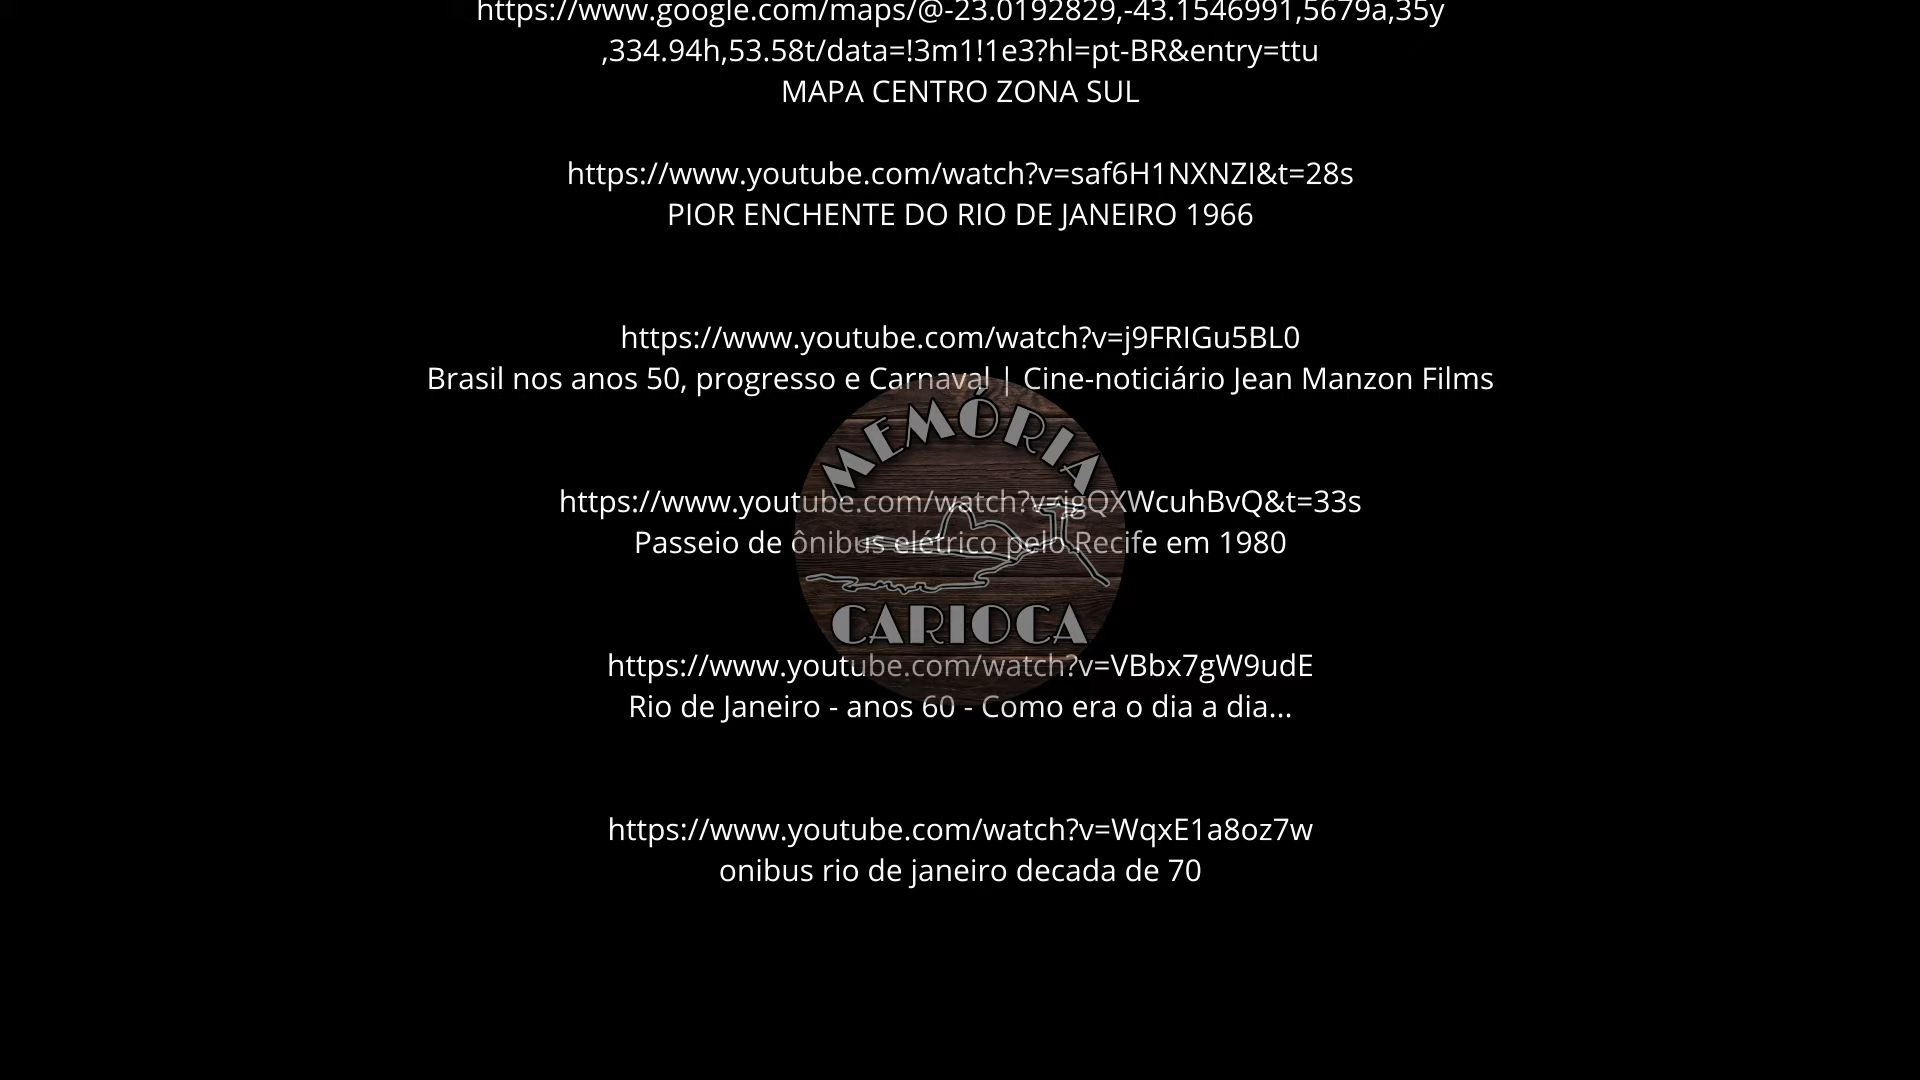 https://www.google.com/maps/@-23.0192829,-43.1546991,5679a,35y
,334.94h,53.58t/data=!3m1!1e3?hl=pt-BR&entry=ttu
MAPA CENTRO ZONA SUL
https://www.youtube.com/watch?v=saf6H1NXNZI&t=28s
PIOR ENCHENTE DO RIO DE JANEIRO 1966
https://www.youtube.com/watch?v=j9FRIGu5BL0
Brasil nos anos 50, progresso e Carnaval | Cine-noticiário Jean Manzon Films
MEMÓRIA
https://www.youtube.com/watch?v=jgQXWcuhBvQ&t=33s
Passeio de ônibus elétrico pelo Recife em 1980
CARIOCA
https://www.youtube.com/watch?v=VBbx7gW9udE
Rio de Janeiro - anos 60 - Como era o dia a dia...
https://www.youtube.com/watch?v=WqxE1a8oz7w
onibus rio de janeiro decada de 70